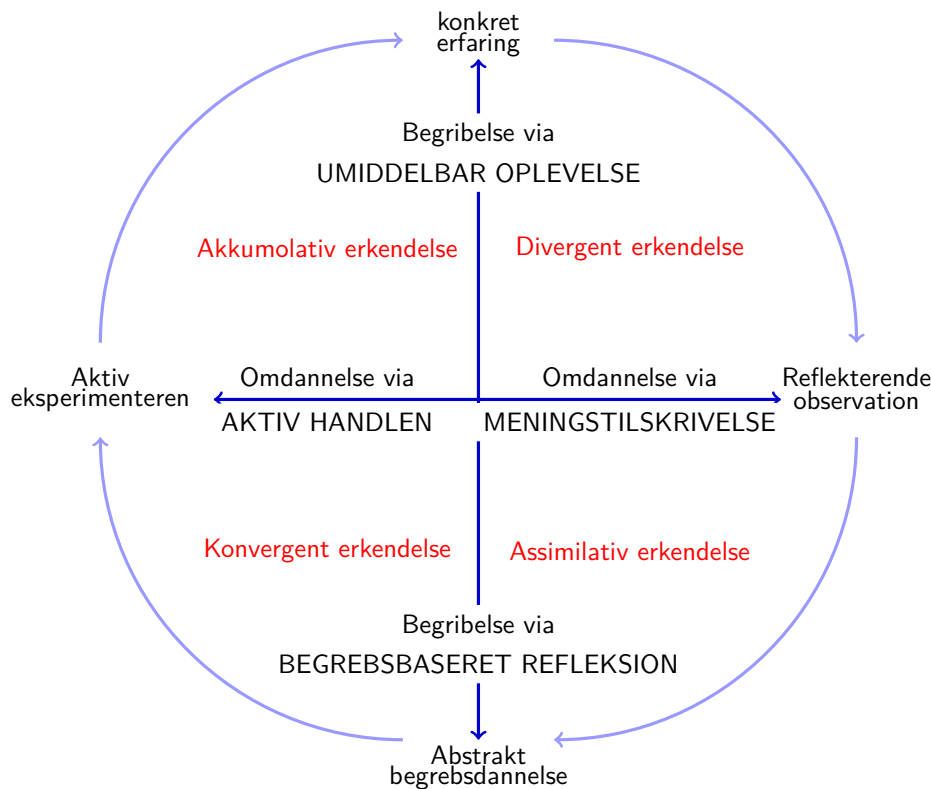 konkret
erfaring
Begribelse via
UMIDDELBAR OPLEVELSE
Akkumolativ erkendelse
Divergent erkendelse
Aktiv
eksperimenteren
Omdannelse via
AKTIV HANDLEN
Omdannelse via
MENINGSTILSKRIVELSE
Reflekterende
observation
Konvergent erkendelse
Assimilativ erkendelse
Begribelse via
BEGREBSBASERET REFLEKSION
Abstrakt
begrebsdannelse